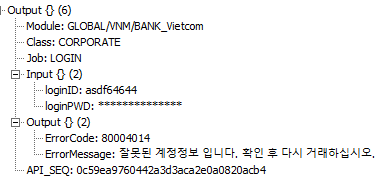 Output {} (6)
Module: GLOBAL/VNM/BANK_Vietcom
Class: CORPORATE
Job: LOGIN
Input {} (2)
loginID: asdf64644
loginPWD: **************
Output {} (2)
ErrorCode: 80004014
ErrorMessage: 잘못된 계정정보 입니다. 확인 후 다시 거래하십시오.
API_SEQ: 0c59ea9760442a3d3aca2e0a0820acb4